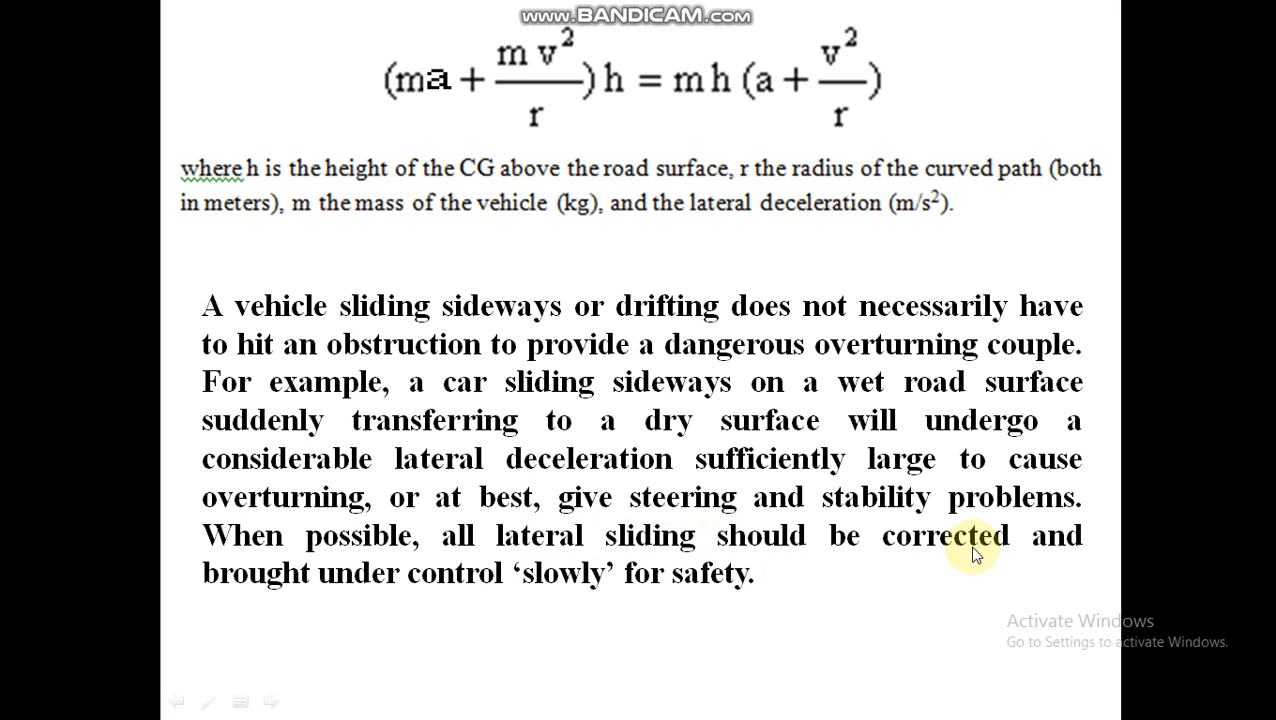 www.BANDICAM.com
(ma + m v² / r) h = m h (a + v² / r)
where h is the height of the CG above the road surface, r the radius of the curved path (both
in meters), m the mass of the vehicle (kg), and the lateral deceleration (m/s²).
A vehicle sliding sideways or drifting does not necessarily have
to hit an obstruction to provide a dangerous overturning couple.
For example, a car sliding sideways on a wet road surface
suddenly transferring to a dry surface will undergo a
considerable lateral deceleration sufficiently large to cause
overturning, or at best, give steering and stability problems.
When possible, all lateral sliding should be corrected and
brought under control ‘slowly’ for safety.
Activate Windows
Go to Settings to activate Windows.